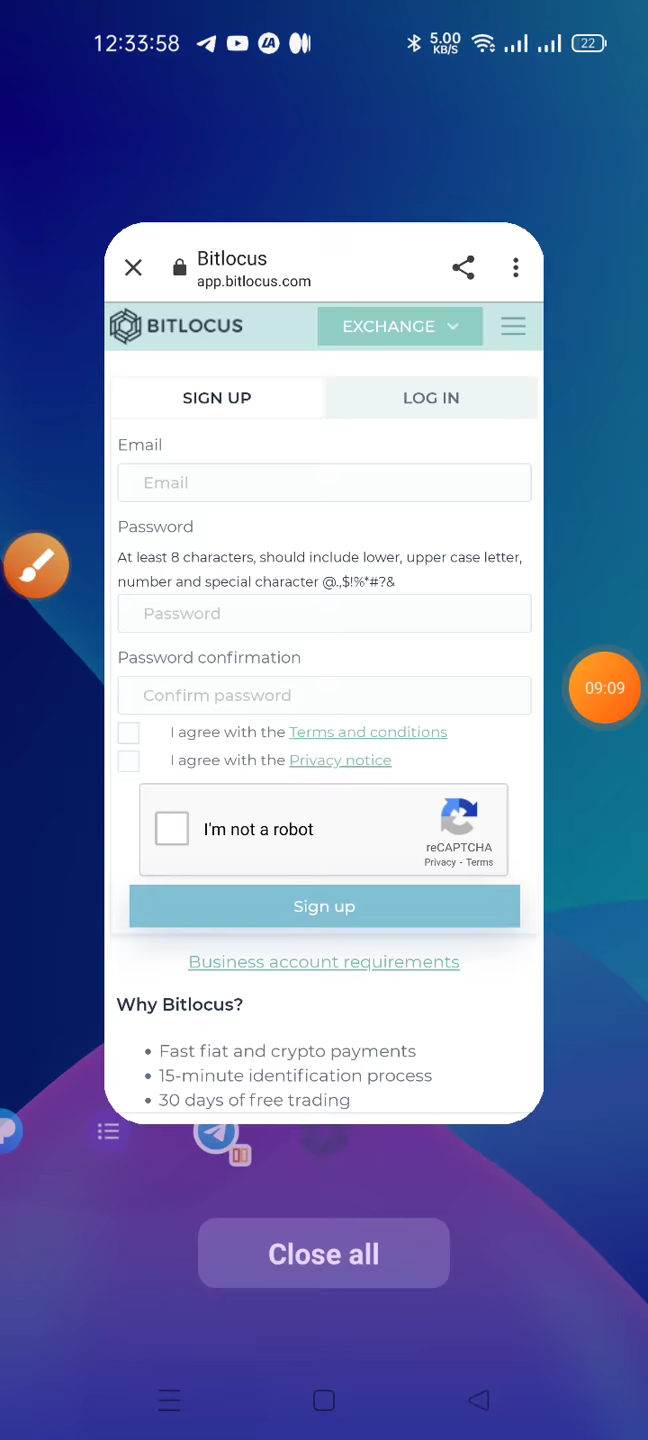 12:33:58
5.00
KB/S
22
Bitlocus
app.bitlocus.com
BITLOCUS
EXCHANGE
SIGN UP
LOG IN
Email
Email
Password
At least 8 characters, should include lower, upper case letter,
number and special character @.,$!%*#?&
Password
Password confirmation
Confirm password
I agree with the Terms and conditions
I agree with the Privacy notice
I'm not a robot
reCAPTCHA
Privacy - Terms
Sign up
Business account requirements
Why Bitlocus?
• Fast fiat and crypto payments
• 15-minute identification process
• 30 days of free trading
09:09
Close all